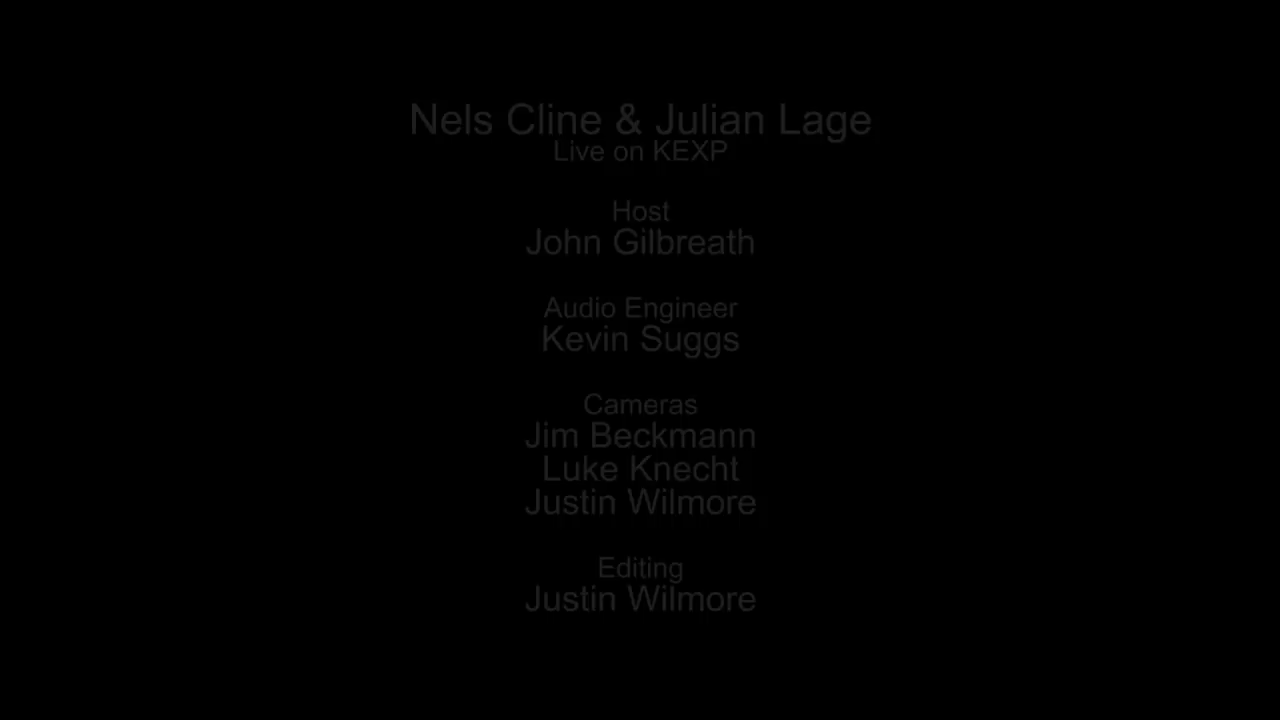 Nels Cline & Julian Lage
Live on KEXP
Host
John Gilbreath
Audio Engineer
Kevin Suggs
Cameras
Jim Beckmann
Luke Knecht
Justin Wilmore
Editing
Justin Wilmore